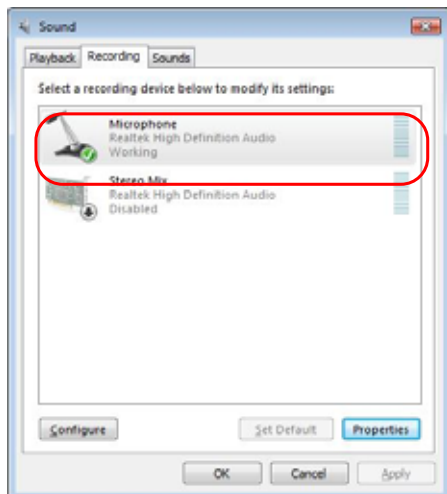 Sound
Playback Recording Sounds
Select a recording device below to modify its settings:
Microphone
Realtek High Definition Audio
Working
Stereo Mix
Realtek High Definition Audio
Disabled
Configure Set Default Properties
OK Cancel Apply